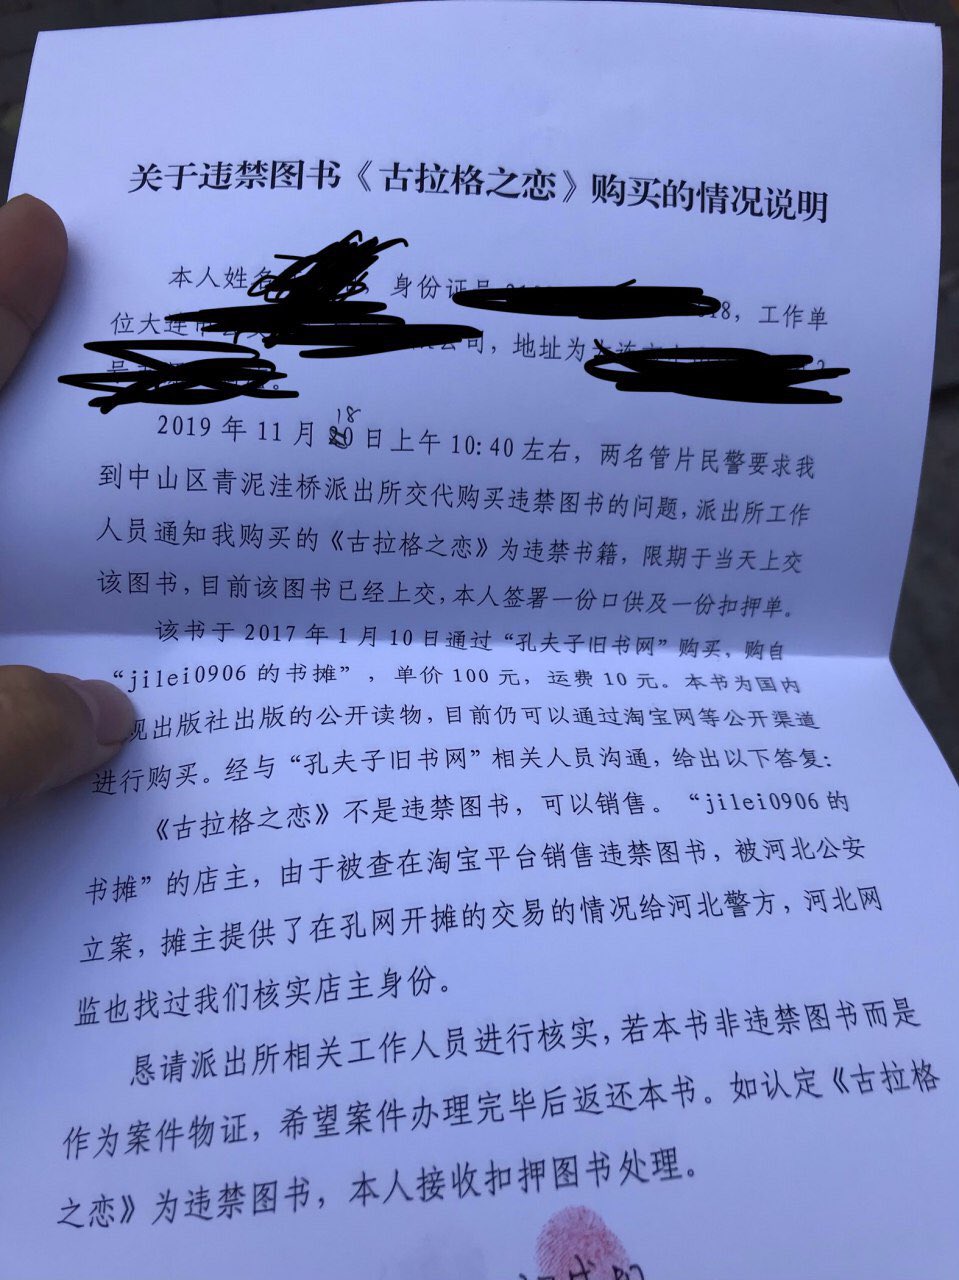 关于违禁图书《古拉格之恋》购买的情况说明
本人姓名 身份证号 18，工作单
位大连市 公司，地址为大连市
2019 年 11 月 18 日上午 10:40 左右，两名管片民警要求我
到中山区青泥洼桥派出所交代购买违禁图书的问题，派出所工作
人员通知我购买的《古拉格之恋》为违禁书籍，限期于当天上交
该图书，目前该图书已经上交，本人签署一份口供及一份扣押单。
该书于 2017 年 1 月 10 日通过“孔夫子旧书网”购买，购自
“jilei0906 的书摊”，单价 100 元，运费 10 元。本书为国内
规出版社出版的公开读物，目前仍可以通过淘宝网等公开渠道
进行购买。经与“孔夫子旧书网”相关人员沟通，给出以下答复：
《古拉格之恋》不是违禁图书，可以销售。“jilei0906 的
书摊”的店主，由于被查在淘宝平台销售违禁图书，被河北公安
立案，摊主提供了在孔网开摊的交易的情况给河北警方，河北网
监也找过我们核实店主身份。
恳请派出所相关工作人员进行核实，若本书非违禁图书而是
作为案件物证，希望案件办理完毕后返还本书。如认定《古拉格
之恋》为违禁图书，本人接收扣押图书处理。